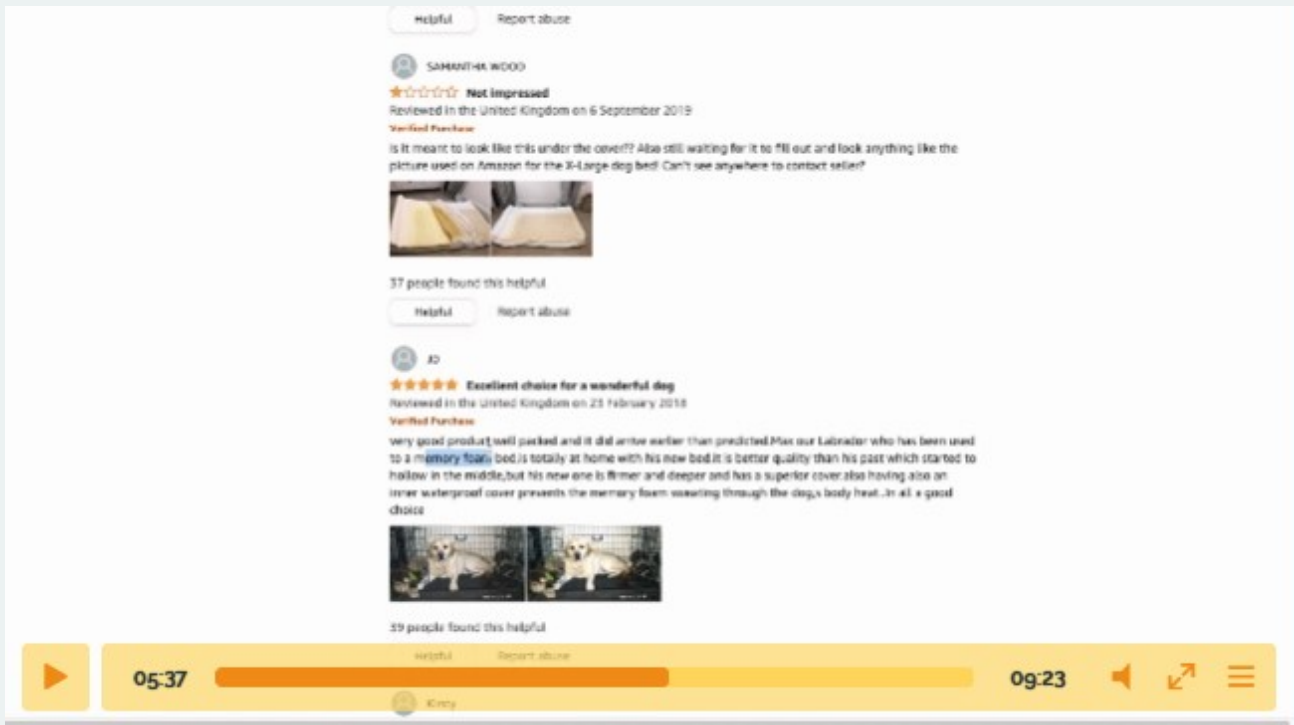 Helpful Report abuse
SAMANTHA WOOD
Not impressed
Reviewed in the United Kingdom on 6 September 2019
Verified Purchase
Is it meant to look like this under the cover?? Also still waiting for it to fill out and look anything like the
picture used on Amazon for the X-Large dog bed! Can't see anywhere to contact seller?
37 people found this helpful
Helpful Report abuse
JO
Excellent choice for a wonderful dog
Reviewed in the United Kingdom on February 2018
Verified Purchase
very good product,well packed and it did arrive earlier than predicted.Max our Labrador who has been used
to a memory foam bed,is totally at home with his new bed.it is better quality than his past which started to
hollow in the middle,but his new one is firmer and deeper and has a superior cover.also having also an
inner waterproof cover prevents the memory foam sweating through the dog,s body heat..In all a good
choice
39 people found this helpful
Helpful Report abuse
05:37 09:23
Kirsty